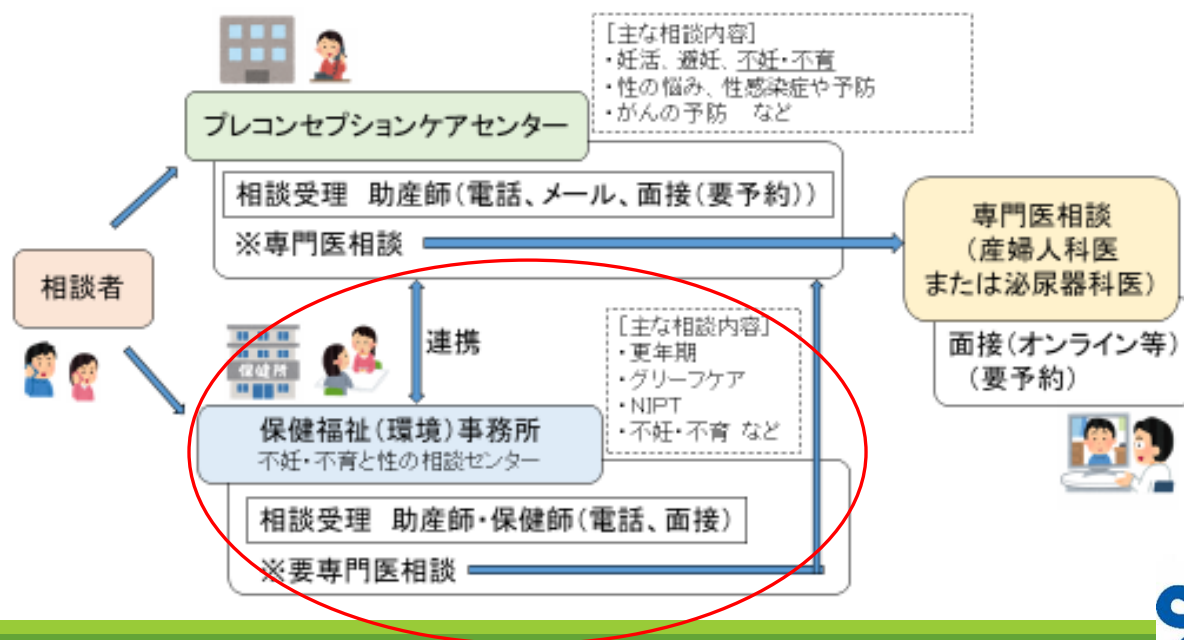 [主な相談内容]
・妊活、避妊、不妊・不育
・性の悩み、性感染症や予防
・がんの予防　など
プレコンセプションケアセンター
相談受理　助産師(電話、メール、面接(要予約))
※専門医相談
専門医相談
(産婦人科医
または泌尿器科医)
面接(オンライン等)
(要予約)
相談者
連携
[主な相談内容]
・更年期
・グリーフケア
・NIPT
・不妊・不育 など
保健所
保健福祉(環境)事務所
不妊・不育と性の相談センター
相談受理　助産師・保健師(電話、面接)
※要専門医相談